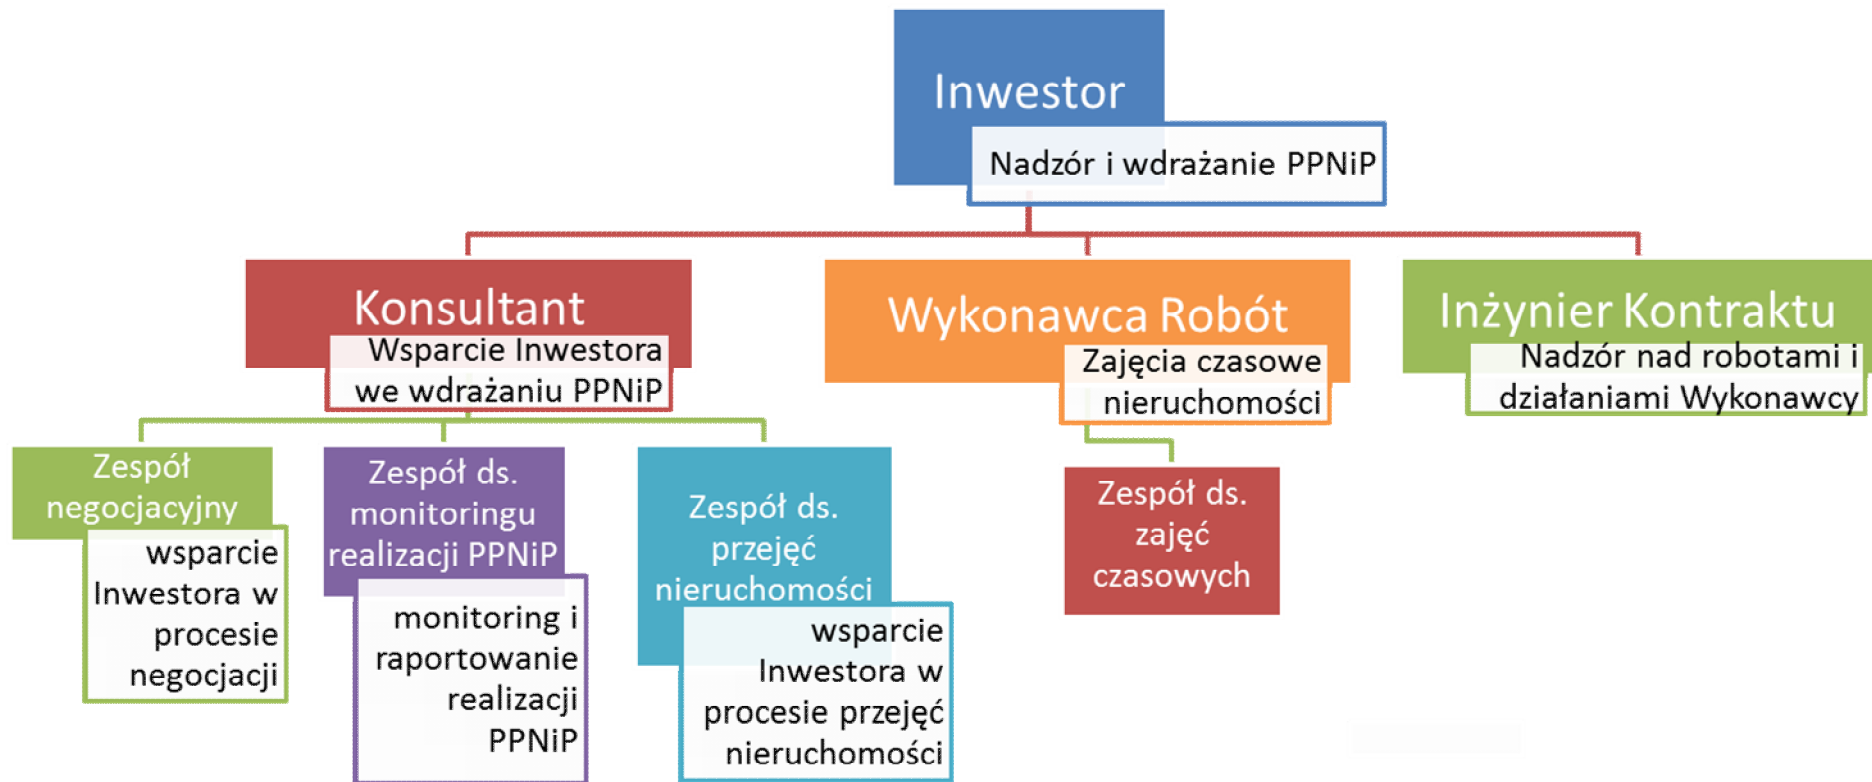 Inwestor
Nadzór i wdrażanie PPNiP
Konsultant
Wsparcie Inwestora
we wdrażaniu PPNiP
Wykonawca Robót
Zajęcia czasowe
nieruchomości
Inżynier Kontraktu
Nadzór nad robotami i
działaniami Wykonawcy
Zespół
negocjacyjny
wsparcie
Inwestora w
procesie
negocjacji
Zespół ds.
monitoringu
realizacji PPNiP
monitoring i
raportowanie
realizacji
PPNiP
Zespół ds.
przejęć
nieruchomości
wsparcie
Inwestora w
procesie przejęć
nieruchomości
Zespół ds.
zajęć
czasowych